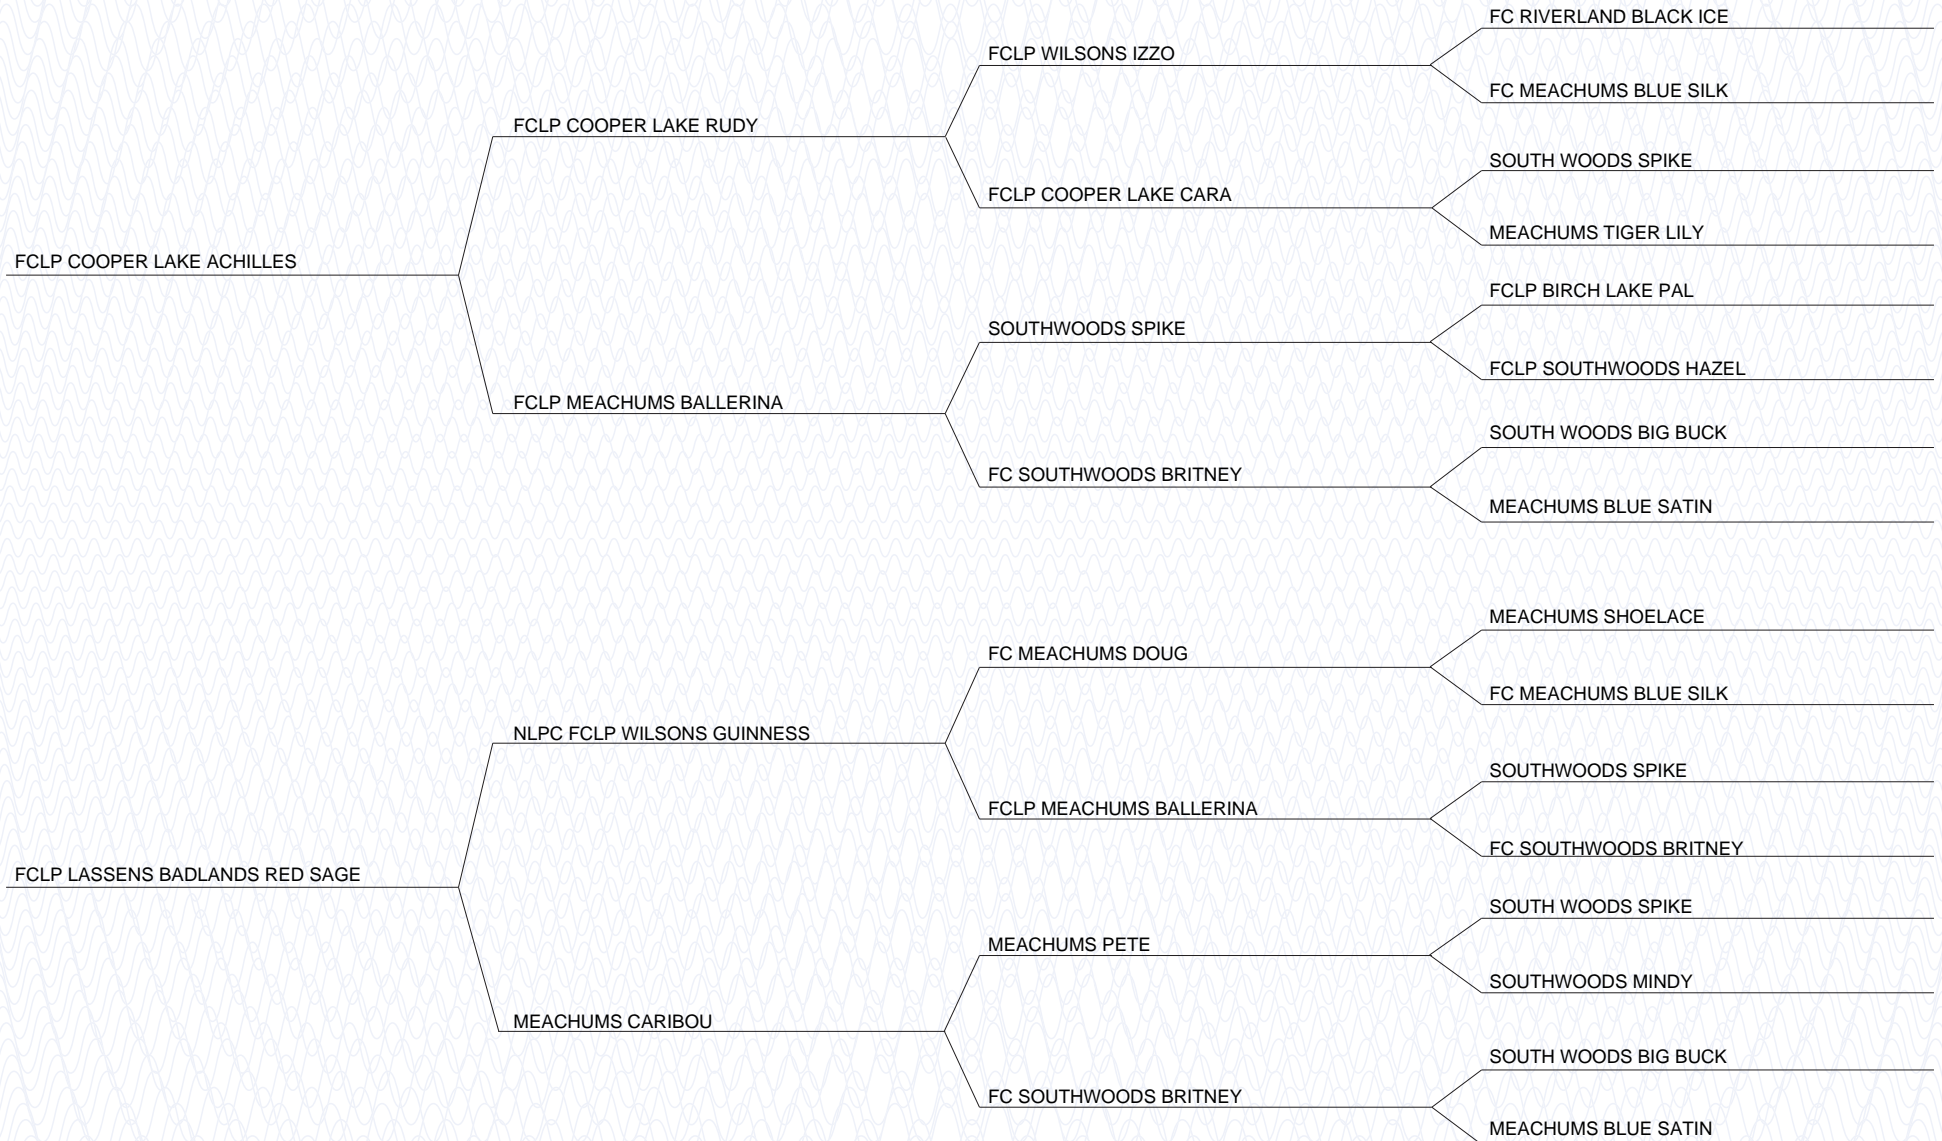 FC RIVERLAND BLACK ICE
FCLP WILSONS IZZO
FC MEACHUMS BLUE SILK
FCLP COOPER LAKE RUDY
SOUTH WOODS SPIKE
FCLP COOPER LAKE CARA
MEACHUMS TIGER LILY
FCLP COOPER LAKE ACHILLES
FCLP BIRCH LAKE PAL
SOUTHWOODS SPIKE
FCLP SOUTHWOODS HAZEL
FCLP MEACHUMS BALLERINA
SOUTH WOODS BIG BUCK
FC SOUTHWOODS BRITNEY
MEACHUMS BLUE SATIN
MEACHUMS SHOELACE
FC MEACHUMS DOUG
FC MEACHUMS BLUE SILK
NLPC FCLP WILSONS GUINNESS
SOUTHWOODS SPIKE
FCLP MEACHUMS BALLERINA
FC SOUTHWOODS BRITNEY
FCLP LASSENS BADLANDS RED SAGE
SOUTH WOODS SPIKE
MEACHUMS PETE
SOUTHWOODS MINDY
MEACHUMS CARIBOU
SOUTH WOODS BIG BUCK
FC SOUTHWOODS BRITNEY
MEACHUMS BLUE SATIN